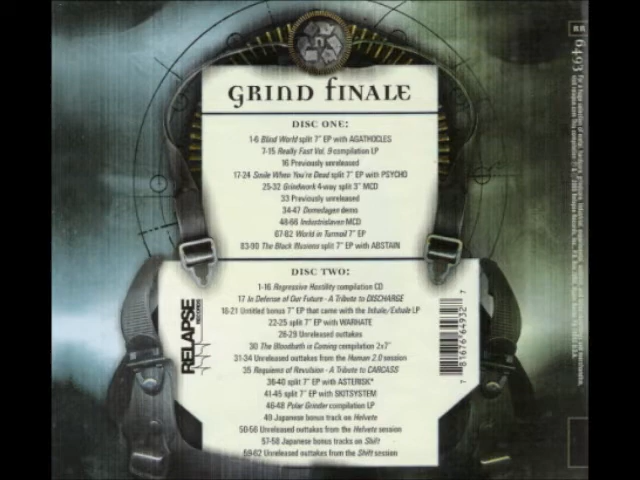 GRIND FINALE
DISC ONE:
1-6 Blind World split 7" EP with AGATHOCLES
7-15 Really Fast Vol. 9 compilation LP
16 Previously unreleased
17-24 Smile When You're Dead split 7" EP with PSYCHO
25-32 Grindwork 4-way split 3" MCD
33 Previously unreleased
34-47 Domedagen demo
48-66 Industrislaven MCD
67-82 World in Turmoil 7" EP
83-90 The Black Illusions split 7" EP with ABSTAIN
DISC TWO:
1-16 Regressive Hostility compilation CD
17 In Defense of Our Future - A Tribute to DISCHARGE
18-21 Untitled bonus 7" EP that came with the Inhale/Exhale LP
22-25 split 7" EP with WARHATE
26-29 Unreleased outtakes
30 The Bloodbath is Coming compilation 2x7"
31-34 Unreleased outtakes from the Human 2.0 session
35 Requiems of Revulsion - A Tribute to CARCASS
36-40 split 7" EP with ASTERISK*
41-45 split 7" EP with SKITSYSTEM
46-48 Polar Grinder compilation LP
49 Japanese bonus track on Helvete
50-56 Unreleased outtakes from the Helvete session
57-58 Japanese bonus tracks on Shift
59-62 Unreleased outtakes from the Shift session
RELAPSE
RECORDS
7 81676 64932 7
RR
6493